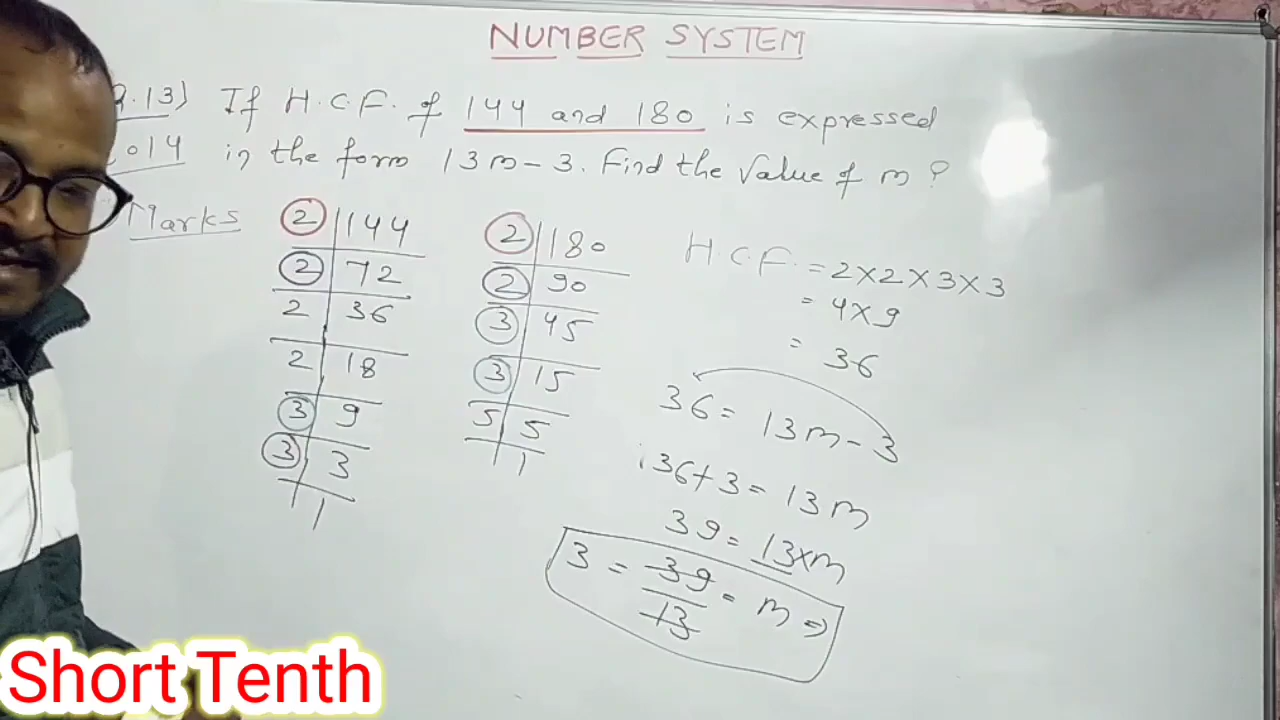 NUMBER SYSTEM
Q.13) If H.C.F. of 144 and 180 is expressed
2014 in the form 13m - 3. Find the value of m?
Marks
2 | 144
2 | 72
2 | 36
2 | 18
3 | 9
3 | 3
1
2 | 180
2 | 90
3 | 45
3 | 15
5 | 5
1
H.C.F. = 2×2×3×3
= 4×9
= 36
36 = 13m - 3
36+3 = 13m
39 = 13×m
3 = 39/13 = m ⇒
Short Tenth